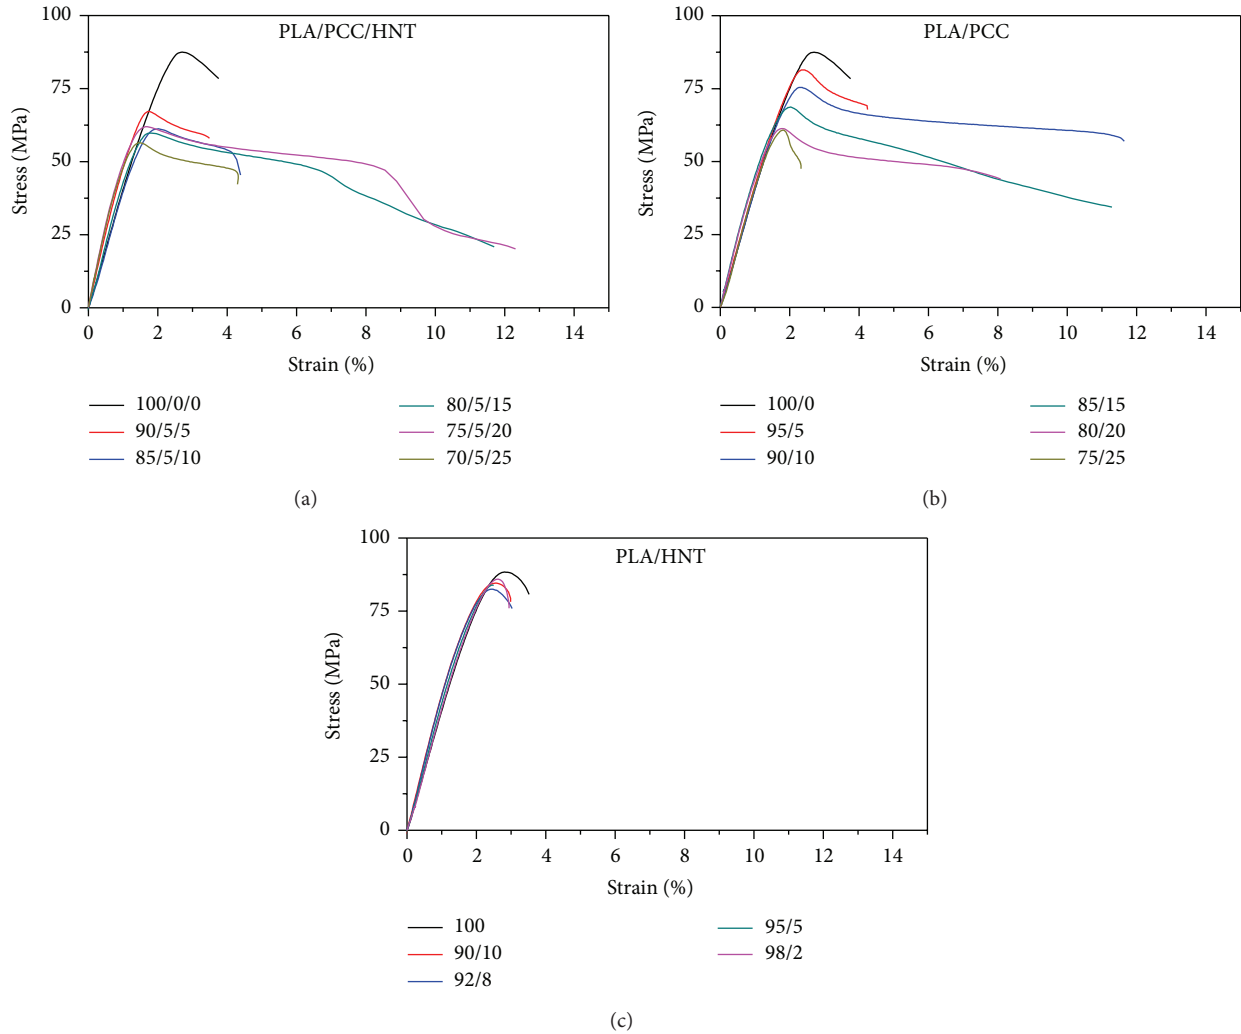 PLA/PCC/HNT
100
75
50
25
0
Stress (MPa)
0 2 4 6 8 10 12 14
Strain (%)
100/0/0
90/5/5
85/5/10
80/5/15
75/5/20
70/5/25
(a)
PLA/PCC
100
75
50
25
0
Stress (MPa)
0 2 4 6 8 10 12 14
Strain (%)
100/0
95/5
90/10
85/15
80/20
75/25
(b)
PLA/HNT
100
75
50
25
0
Stress (MPa)
0 2 4 6 8 10 12 14
Strain (%)
100
90/10
92/8
95/5
98/2
(c)